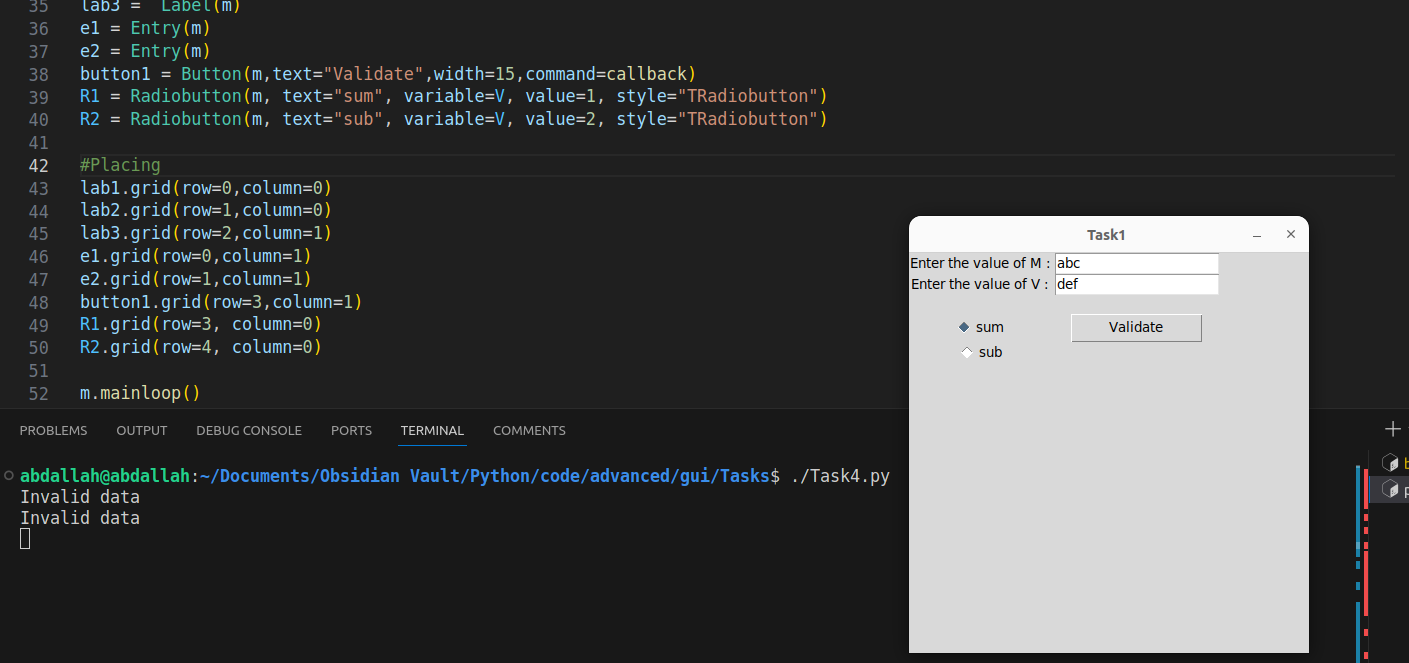 35 lab3 =  Label(m)
36 e1 = Entry(m)
37 e2 = Entry(m)
38 button1 = Button(m,text="Validate",width=15,command=callback)
39 R1 = Radiobutton(m, text="sum", variable=V, value=1, style="TRadiobutton")
40 R2 = Radiobutton(m, text="sub", variable=V, value=2, style="TRadiobutton")
41
42 #Placing
43 lab1.grid(row=0,column=0)
44 lab2.grid(row=1,column=0)
45 lab3.grid(row=2,column=1)
46 e1.grid(row=0,column=1)
47 e2.grid(row=1,column=1)
48 button1.grid(row=3,column=1)
49 R1.grid(row=3, column=0)
50 R2.grid(row=4, column=0)
51
52 m.mainloop()
Task1
Enter the value of M : abc
Enter the value of V : def
sum Validate
sub
PROBLEMS OUTPUT DEBUG CONSOLE PORTS TERMINAL COMMENTS
abdallah@abdallah:~/Documents/Obsidian Vault/Python/code/advanced/gui/Tasks$ ./Task4.py
Invalid data
Invalid data